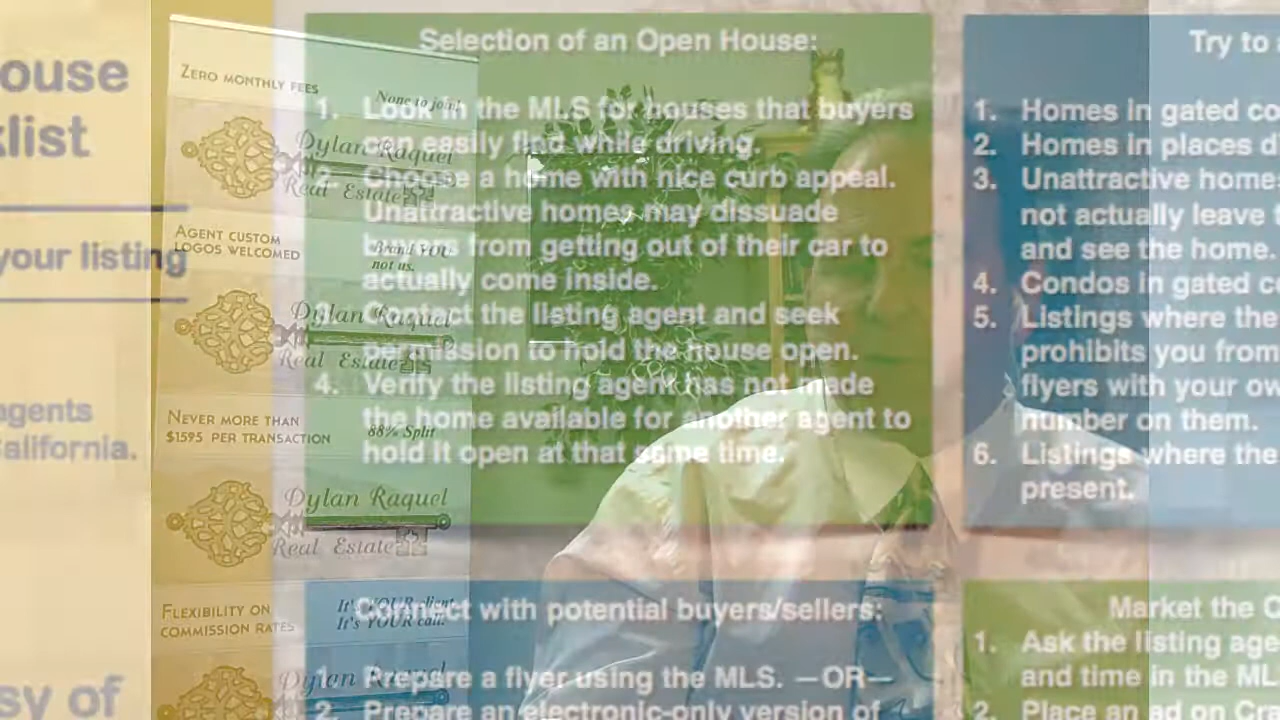 ouse
list
your listing
agents
alifornia.
sy of
ZERO MONTHLY FEES
None to join!
Dylan Raquel
Real Estate
AGENT CUSTOM
LOGOS WELCOMED
Brand YOU
not us.
Dylan Raquel
Real Estate
NEVER MORE THAN
$1595 PER TRANSACTION
88% Split
Dylan Raquel
Real Estate
FLEXIBILITY ON
COMMISSION RATES
It's YOUR client
It's YOUR call.
Dylan Raquel
Selection of an Open House:
1. Look in the MLS for houses that buyers
can easily find while driving.
2. Choose a home with nice curb appeal.
Unattractive homes may dissuade
buyers from getting out of their car to
actually come inside.
Contact the listing agent and seek
permission to hold the house open.
4. Verify the listing agent has not made
the home available for another agent to
hold it open at that same time.
Connect with potential buyers/sellers:
1. Prepare a flyer using the MLS. —OR—
2. Prepare an electronic-only version of
Try to
1. Homes in gated co
2. Homes in places d
3. Unattractive homes
not actually leave
and see the home.
4. Condos in gated c
5. Listings where the
prohibits you from
flyers with your ow
number on them.
6. Listings where the
present.
Market the O
1. Ask the listing age
and time in the ML
2. Place an ad on Cra